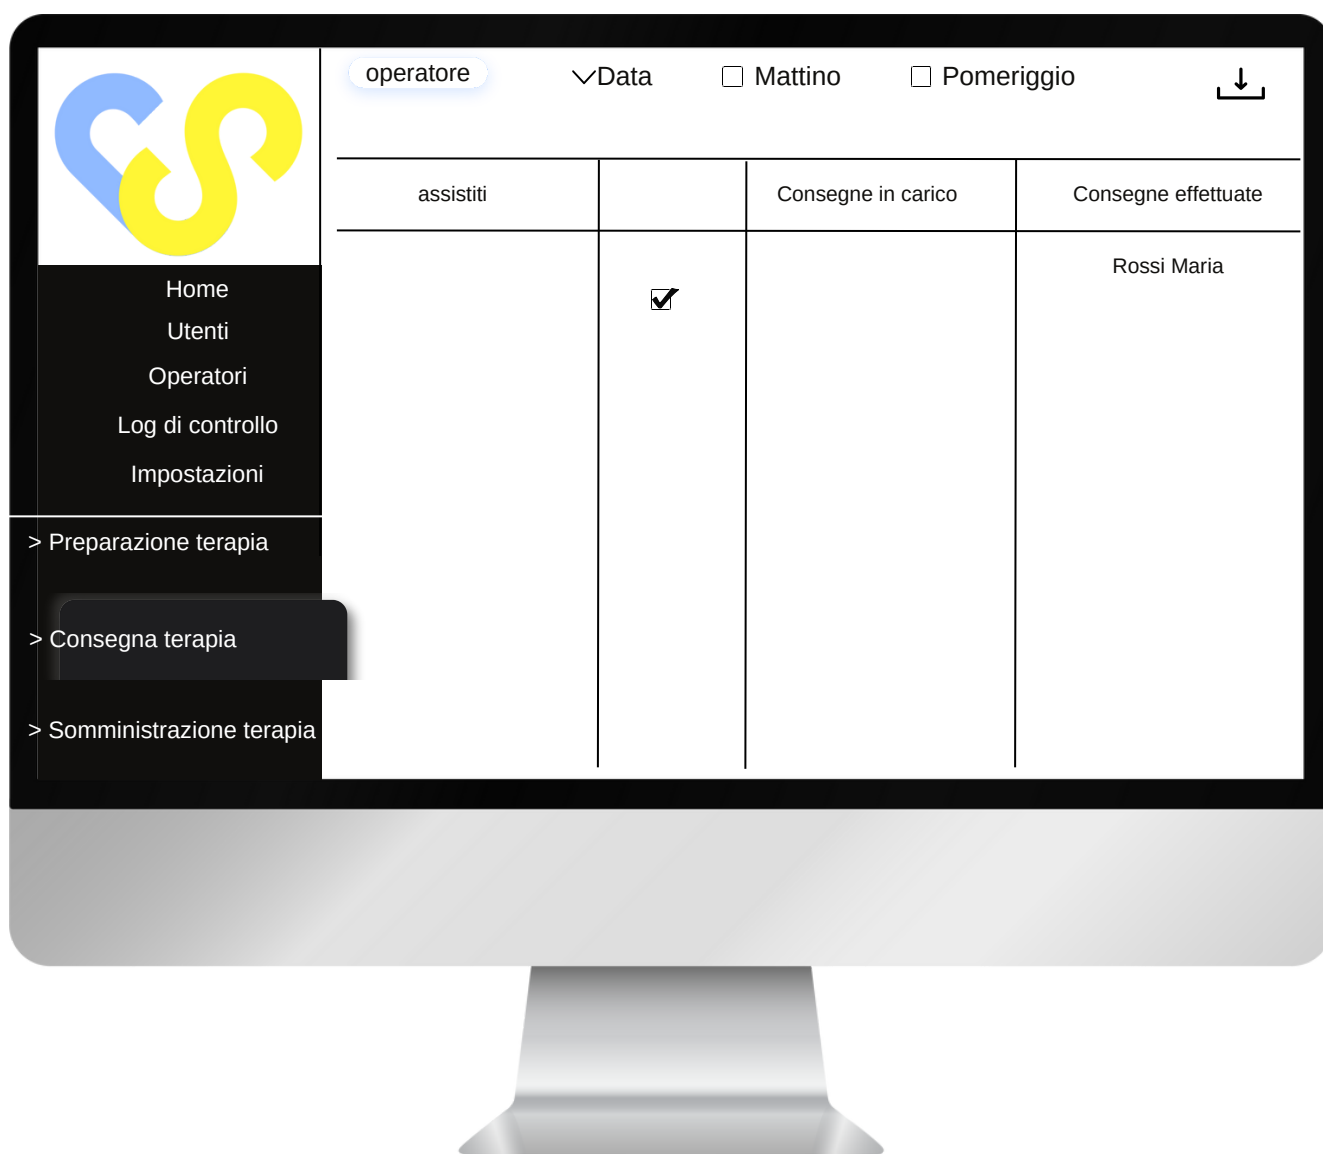 operatore
Data
Mattino
Pomeriggio
assistiti
Consegne in carico
Consegne effettuate
Rossi Maria
Home
Utenti
Operatori
Log di controllo
Impostazioni
> Preparazione terapia
> Consegna terapia
> Somministrazione terapia